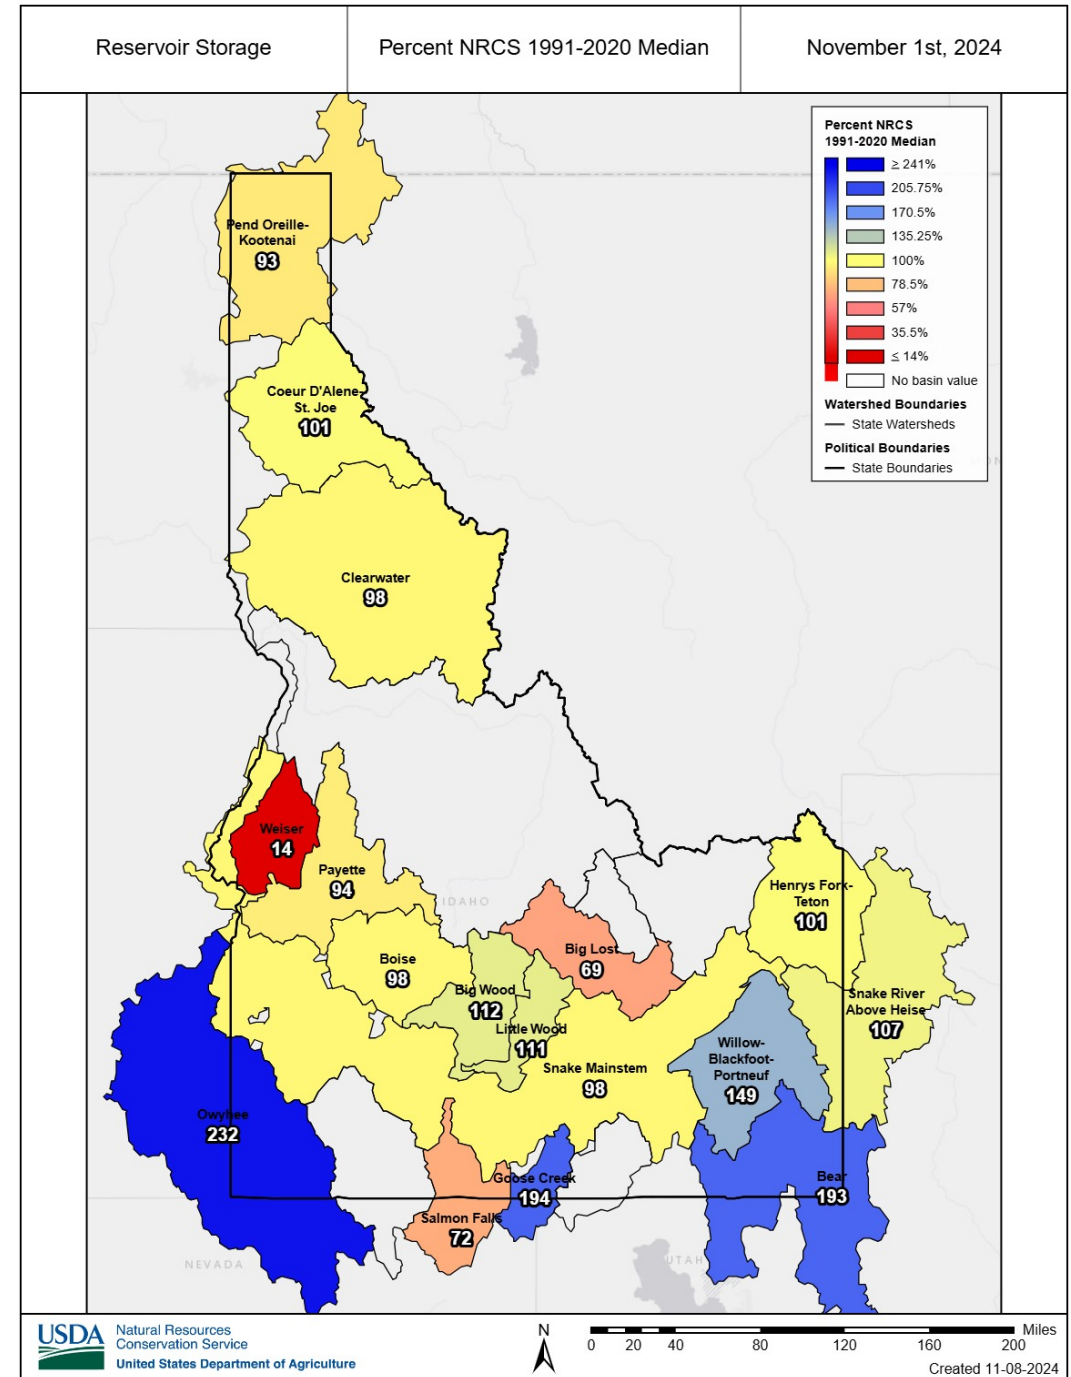 Reservoir Storage
Percent NRCS 1991-2020 Median
November 1st, 2024
Percent NRCS
1991-2020 Median
≥ 241%
205.75%
170.5%
135.25%
100%
78.5%
57%
35.5%
≤ 14%
No basin value
Watershed Boundaries
State Watersheds
Political Boundaries
State Boundaries
Pend Oreille-
Kootenai
93
Coeur D'Alene-
St. Joe
101
Clearwater
98
Weiser
14
Payette
94
IDAHO
Henrys Fork-
Teton
101
Boise
98
Big Lost
69
Big Wood
112
Little Wood
111
Snake River
Above Heise
107
Snake Mainstem
98
Willow-
Blackfoot-
Portneuf
149
Owyhee
232
Goose Creek
194
Bear
193
Salmon Falls
72
NEVADA
UTAH
USDA
Natural Resources
Conservation Service
United States Department of Agriculture
N
0 20 40 80 120 160 200 Miles
Created 11-08-2024